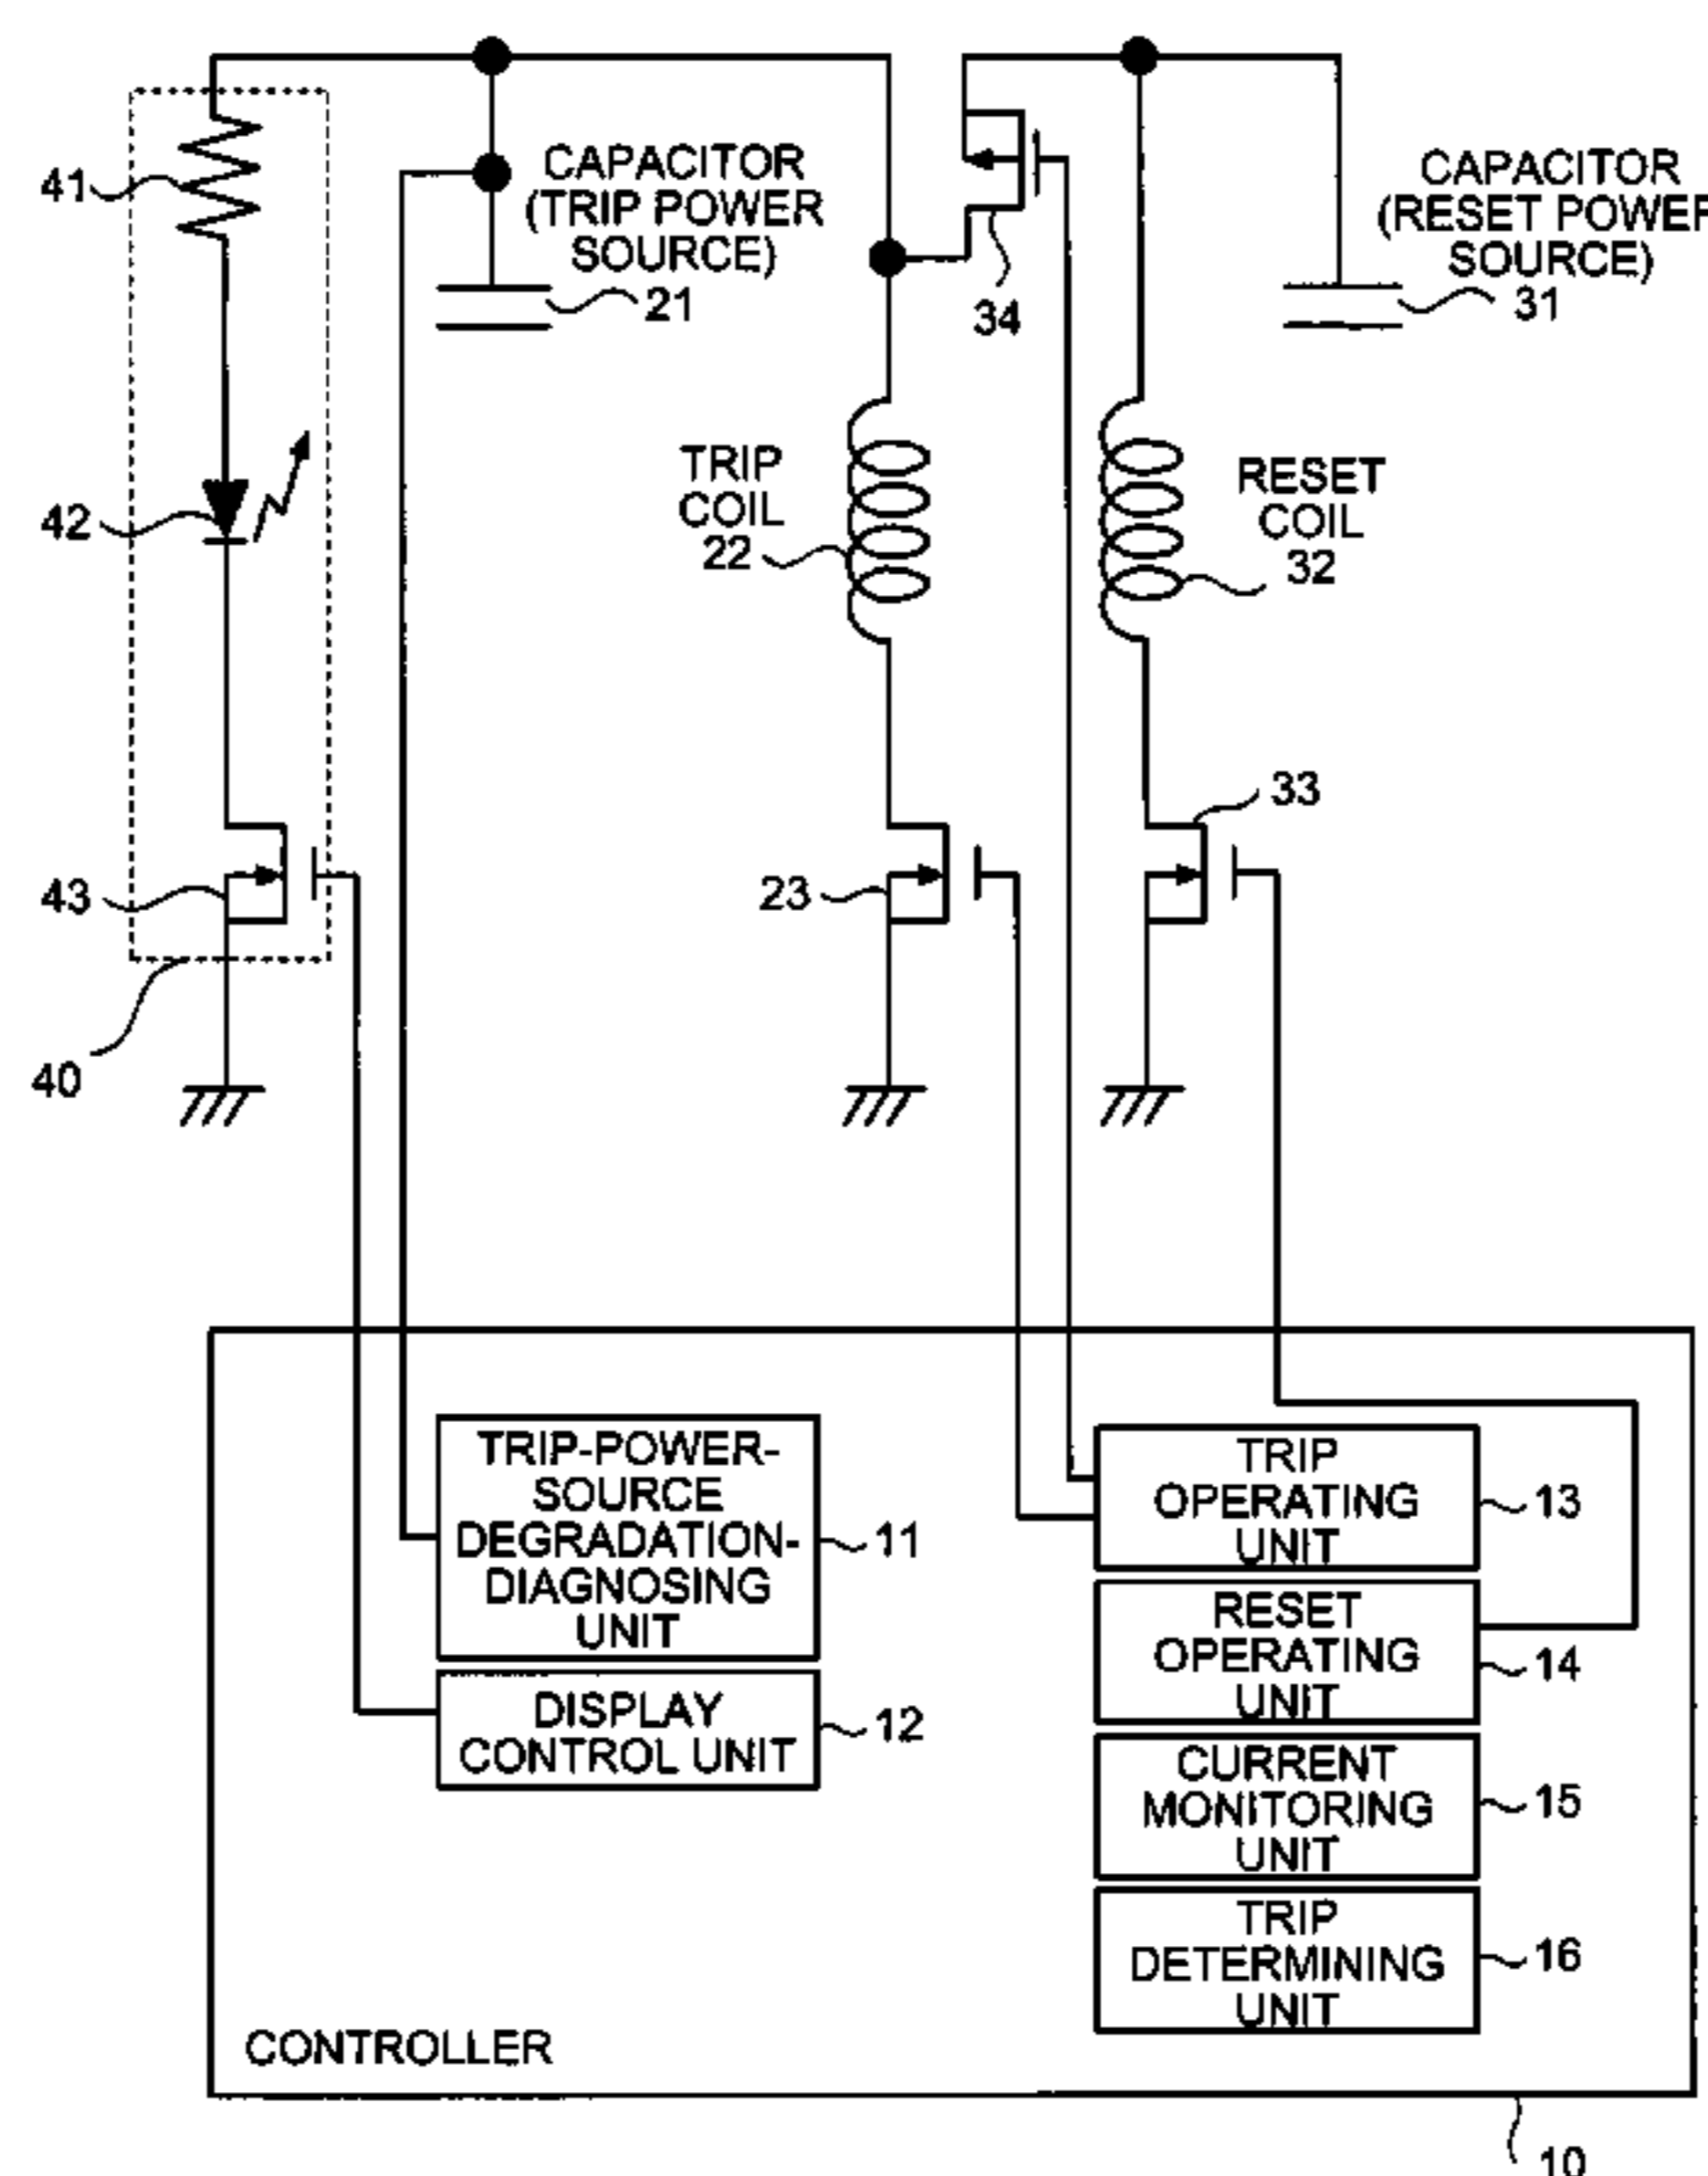 41
CAPACITOR
(TRIP POWER
SOURCE)
21
34
CAPACITOR
(RESET POWER
SOURCE)
31
42
TRIP
COIL
22
RESET
COIL
32
33
43
23
40
TRIP-POWER-
SOURCE
DEGRADATION-
DIAGNOSING
UNIT
11
DISPLAY
CONTROL UNIT
12
TRIP
OPERATING
UNIT
13
RESET
OPERATING
UNIT
14
CURRENT
MONITORING
UNIT
15
TRIP
DETERMINING
UNIT
16
CONTROLLER
10